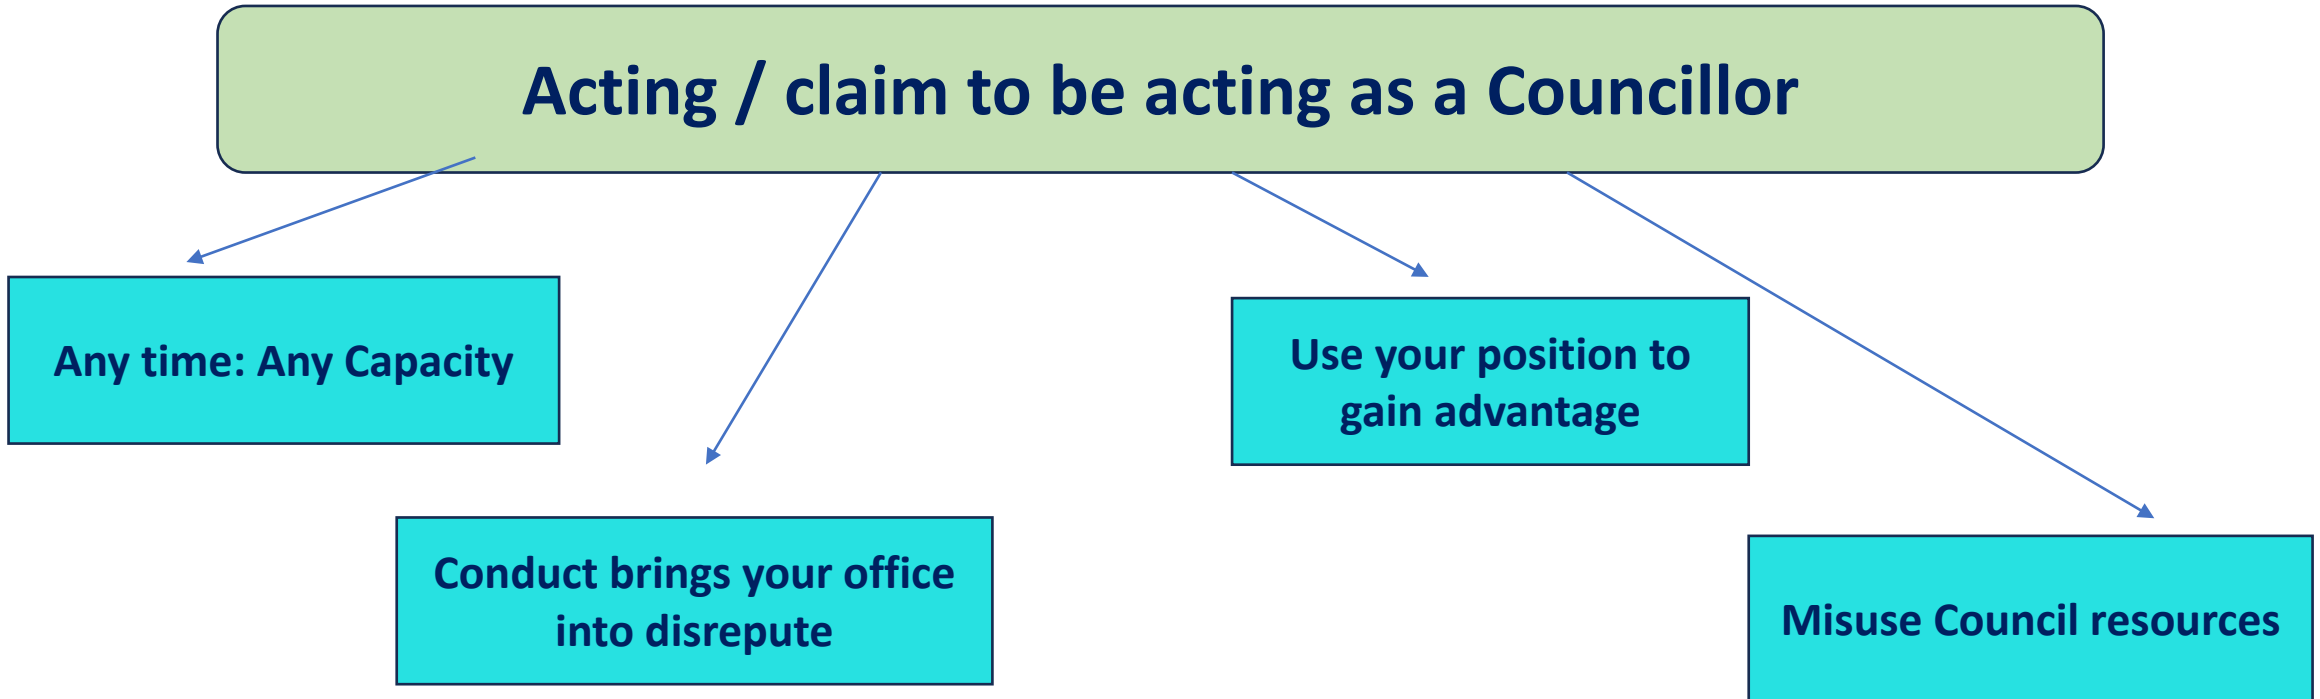 Acting / claim to be acting as a Councillor
Any time: Any Capacity
Use your position to
gain advantage
Conduct brings your office
into disrepute
Misuse Council resources